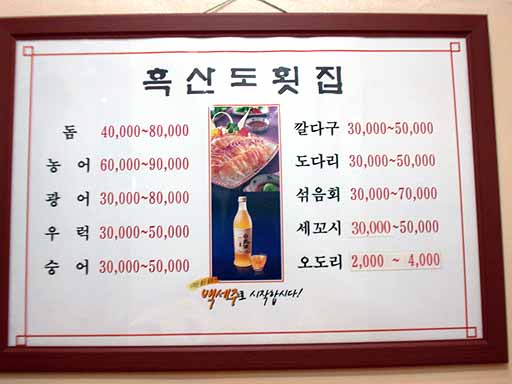 흑산도횟집
돔 40,000~80,000
농어 60,000~90,000
광어 30,000~80,000
우럭 30,000~50,000
숭어 30,000~50,000
깔다구 30,000~50,000
도다리 30,000~50,000
섞음회 30,000~70,000
세꼬시 30,000~50,000
오도리 2,000 ~ 4,000
백세주로 시작합시다!